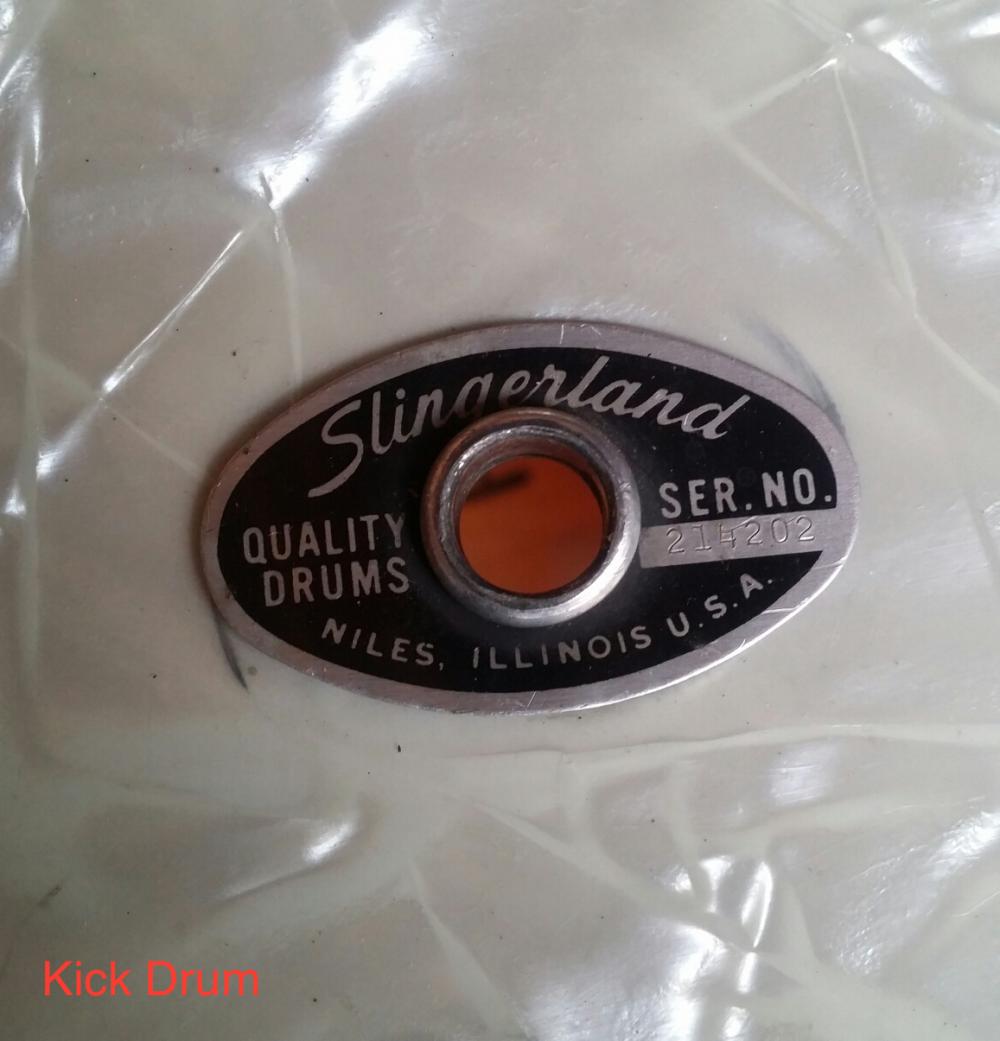 Slingerland
QUALITY
DRUMS
SER. NO.
214202
NILES, ILLINOIS U.S.A.
Kick Drum